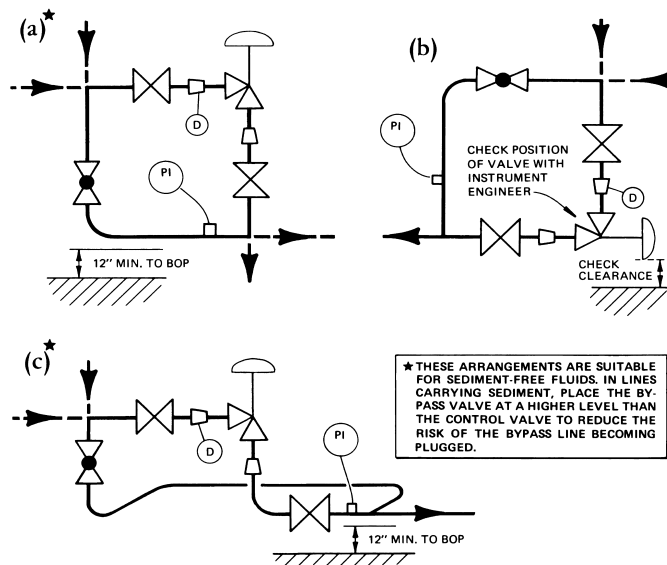 (a)★
D
PI
12" MIN. TO BOP
(b)
PI
CHECK POSITION
OF VALVE WITH
INSTRUMENT
ENGINEER
D
CHECK
CLEARANCE
(c)★
D
PI
12" MIN. TO BOP
★ THESE ARRANGEMENTS ARE SUITABLE
FOR SEDIMENT-FREE FLUIDS. IN LINES
CARRYING SEDIMENT, PLACE THE BY-
PASS VALVE AT A HIGHER LEVEL THAN
THE CONTROL VALVE TO REDUCE THE
RISK OF THE BYPASS LINE BECOMING
PLUGGED.